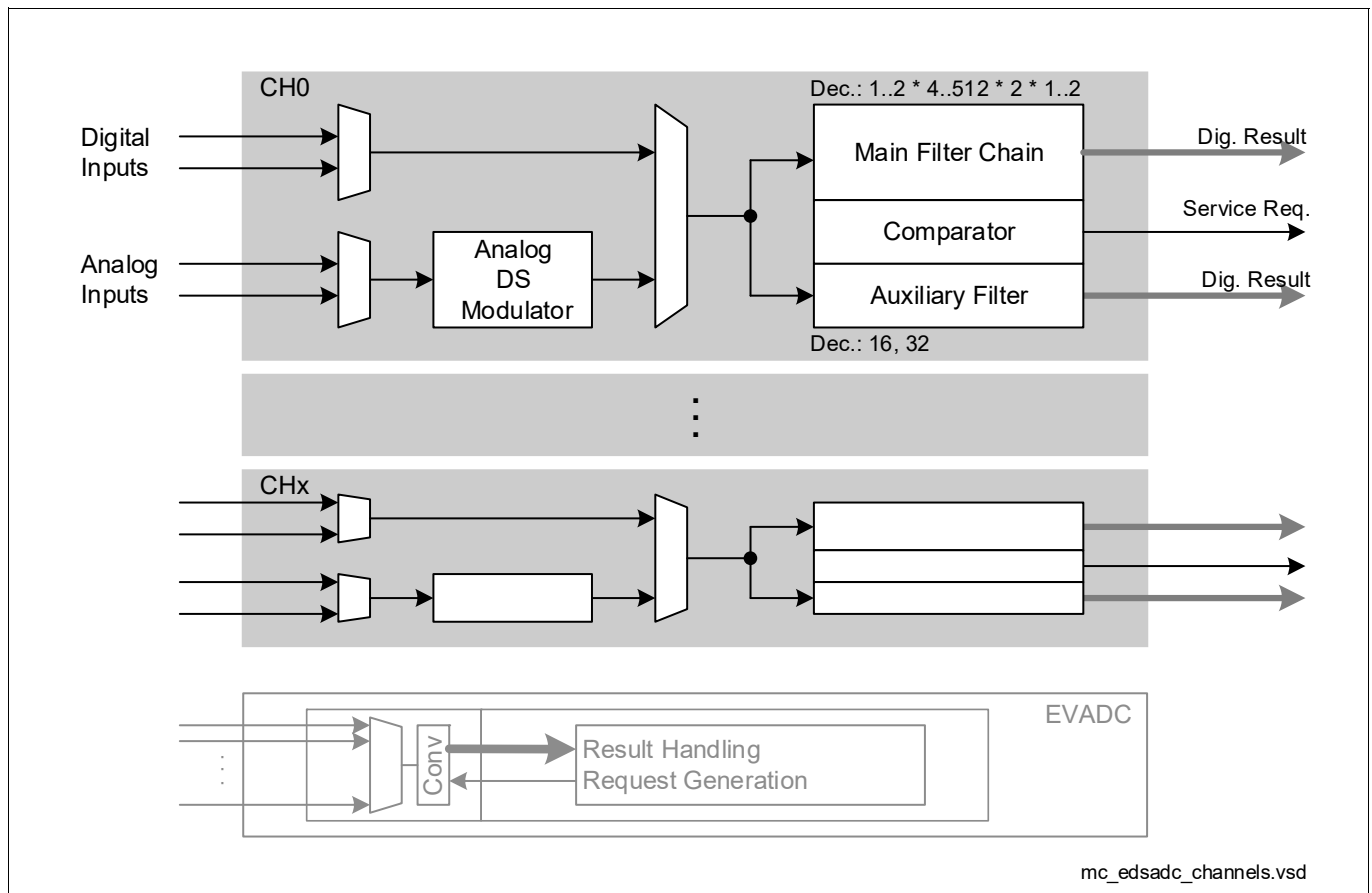 CH0
Dec.: 1..2 * 4..512 * 2 * 1..2
Digital
Inputs
Main Filter Chain
Dig. Result
Service Req.
Comparator
Analog
Inputs
Analog
DS
Modulator
Auxiliary Filter
Dig. Result
Dec.: 16, 32
⋮
CHx
EVADC
Conv
Result Handling
Request Generation
mc_edsadc_channels.vsd